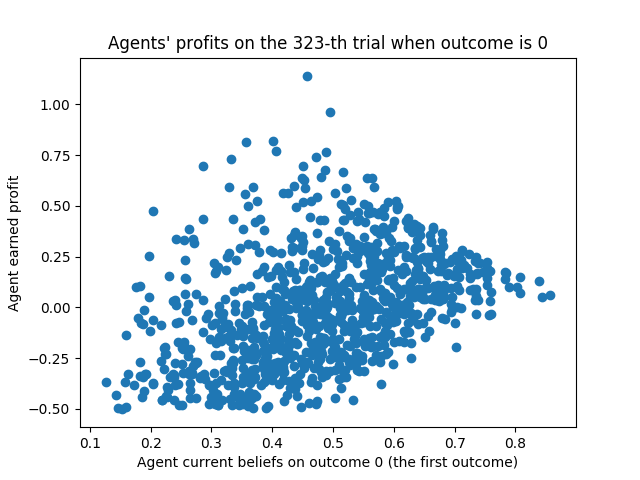 Agents' profits on the 323-th trial when outcome is 0
1.00
0.75
0.50
0.25
0.00
−0.25
−0.50
Agent earned profit
0.1 0.2 0.3 0.4 0.5 0.6 0.7 0.8
Agent current beliefs on outcome 0 (the first outcome)